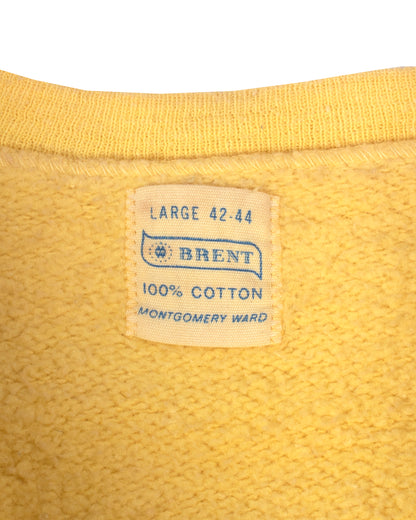 LARGE 42-44
BRENT
100% COTTON
MONTGOMERY WARD